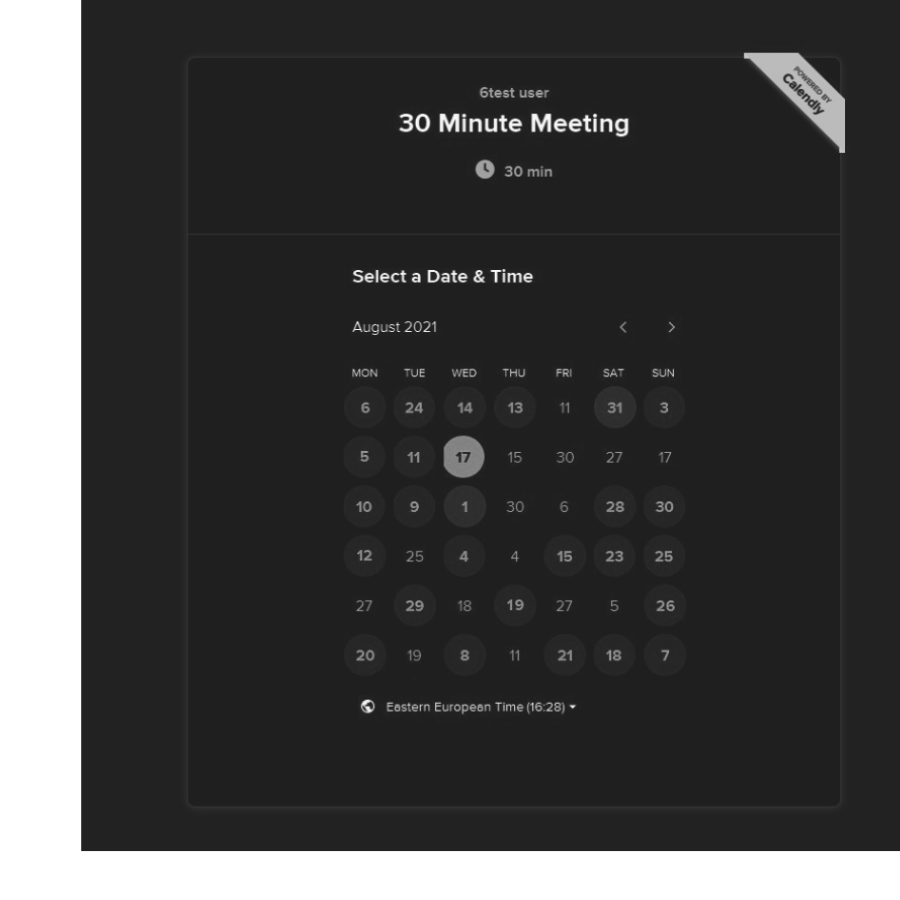 POWERED BY
Calendly
6test user
30 Minute Meeting
30 min
Select a Date & Time
August 2021
MON TUE WED THU FRI SAT SUN
6 24 14 13 11 31 3
5 11 17 15 30 27 17
10 9 1 30 6 28 30
12 25 4 4 15 23 25
27 29 18 19 27 5 26
20 19 8 11 21 18 7
Eastern European Time (16:28)